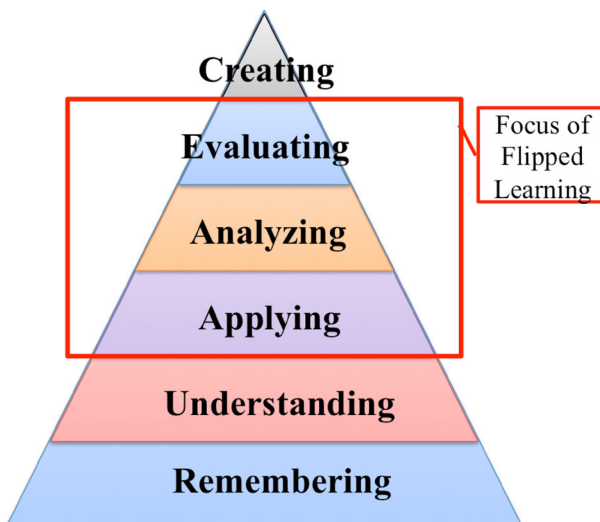 Creating
Evaluating
Analyzing
Applying
Understanding
Remembering
Focus of
Flipped
Learning